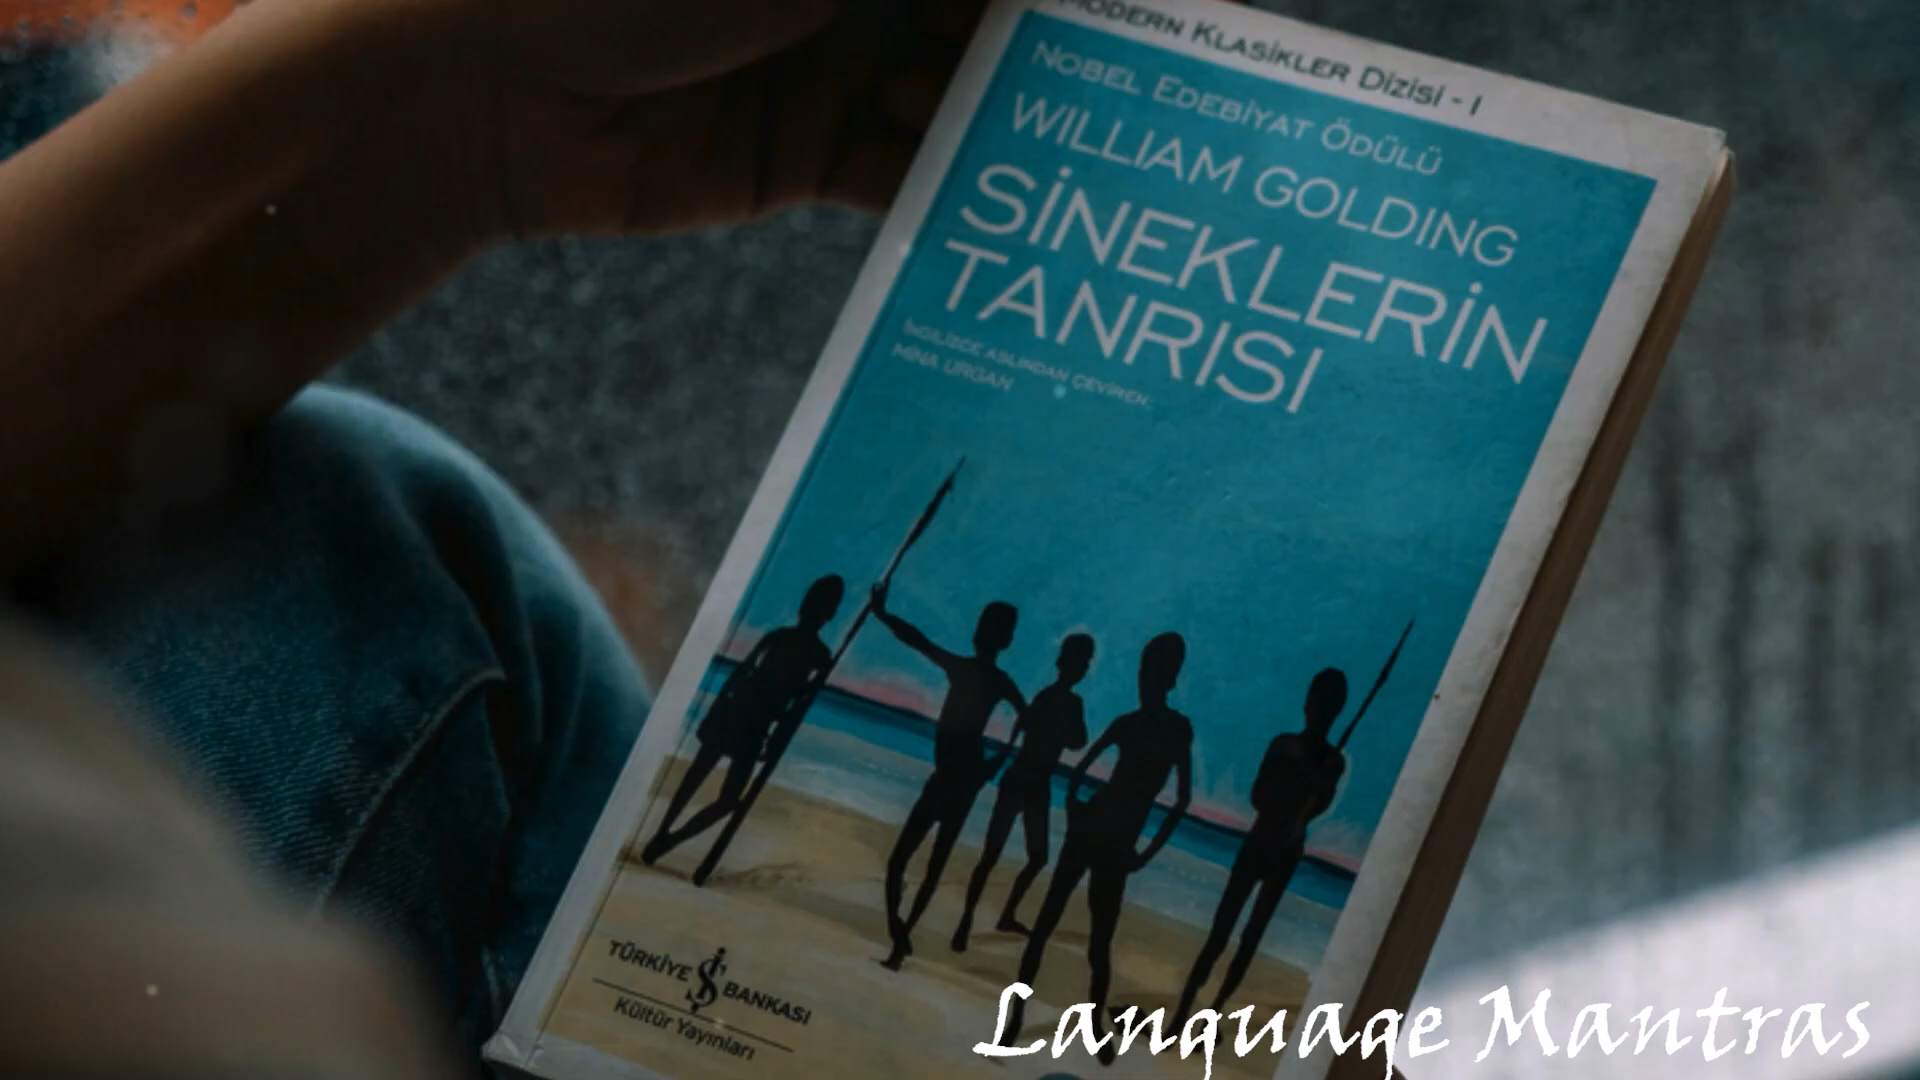 MODERN KLASİKLER DİZİSİ - I
NOBEL EDEBİYAT ÖDÜLÜ
WILLIAM GOLDING
SİNEKLERİN
TANRISI
İNGİLİZCE ASLINDAN ÇEVİREN:
MİNA URGAN
TÜRKİYE İŞ BANKASI
Kültür Yayınları
Language Mantras